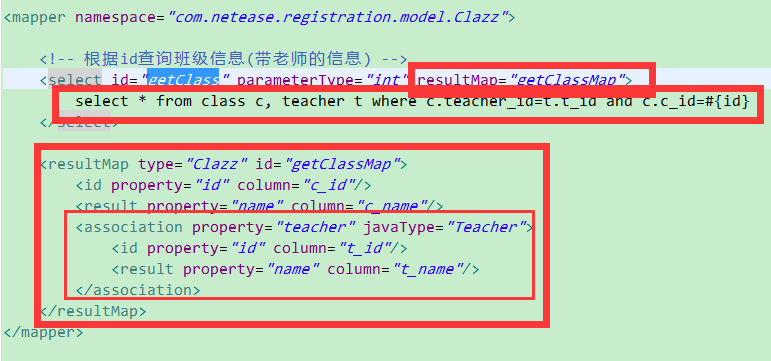 <mapper namespace="com.netease.registration.model.Clazz">
<!-- 根据id查询班级信息(带老师的信息) -->
<select id="getClass" parameterType="int" resultMap="getClassMap">
select * from class c, teacher t where c.teacher_id=t.t_id and c.c_id=#{id}
</select>
<resultMap type="Clazz" id="getClassMap">
<id property="id" column="c_id"/>
<result property="name" column="c_name"/>
<association property="teacher" javaType="Teacher">
<id property="id" column="t_id"/>
<result property="name" column="t_name"/>
</association>
</resultMap>
</mapper>